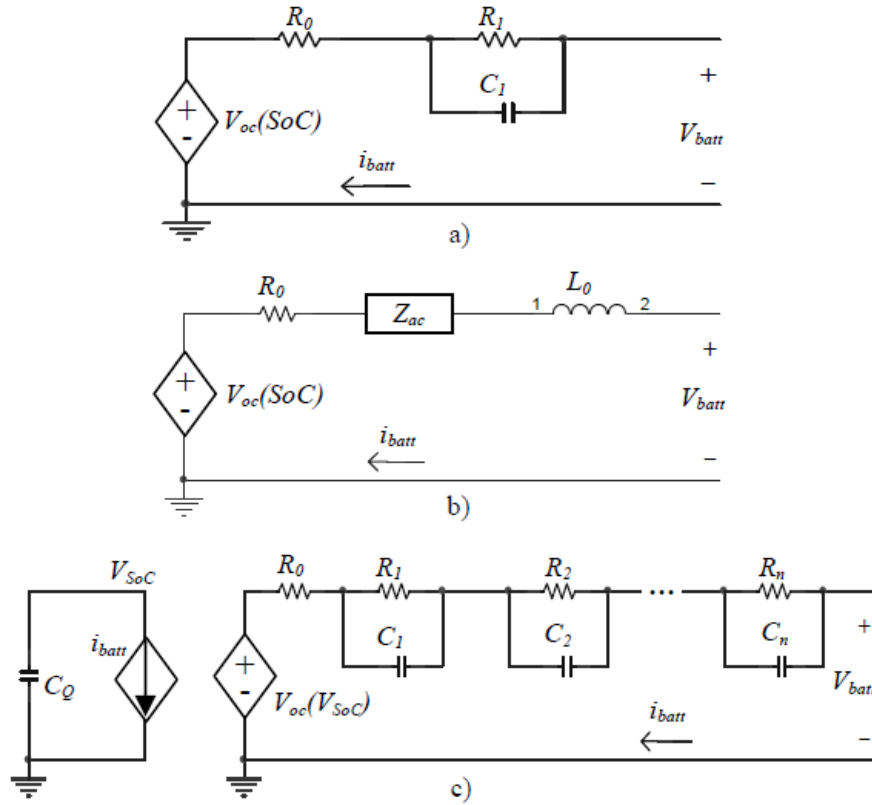 R0 R1
C1
+
-
Voc(SoC)
+
Vbatt
−
ibatt
a)
R0 Zac 1 L0 2
+
-
Voc(SoC)
+
Vbatt
−
ibatt
b)
VSoC
R0 R1 R2 ... Rn
C1 C2 Cn
CQ
ibatt
+
-
Voc(VSoC)
+
Vbatt
−
ibatt
c)